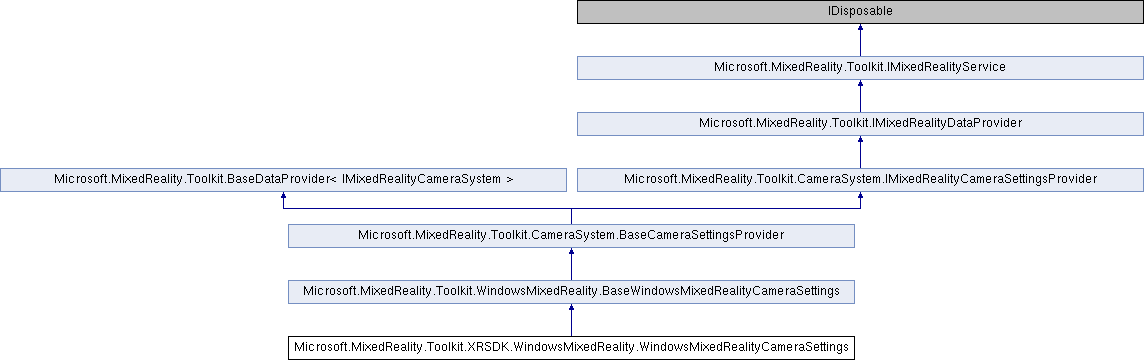 IDisposable
Microsoft.MixedReality.Toolkit.IMixedRealityService
Microsoft.MixedReality.Toolkit.IMixedRealityDataProvider
Microsoft.MixedReality.Toolkit.BaseDataProvider< IMixedRealityCameraSystem >
Microsoft.MixedReality.Toolkit.CameraSystem.IMixedRealityCameraSettingsProvider
Microsoft.MixedReality.Toolkit.CameraSystem.BaseCameraSettingsProvider
Microsoft.MixedReality.Toolkit.WindowsMixedReality.BaseWindowsMixedRealityCameraSettings
Microsoft.MixedReality.Toolkit.XRSDK.WindowsMixedReality.WindowsMixedRealityCameraSettings